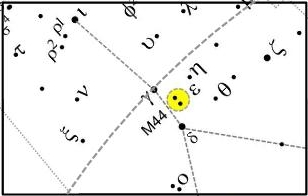 ρ¹
ι
φ
λ
ρ²
τ
υ
ζ
η
ν
γ
ε
θ
M44
ξ
δ
ο